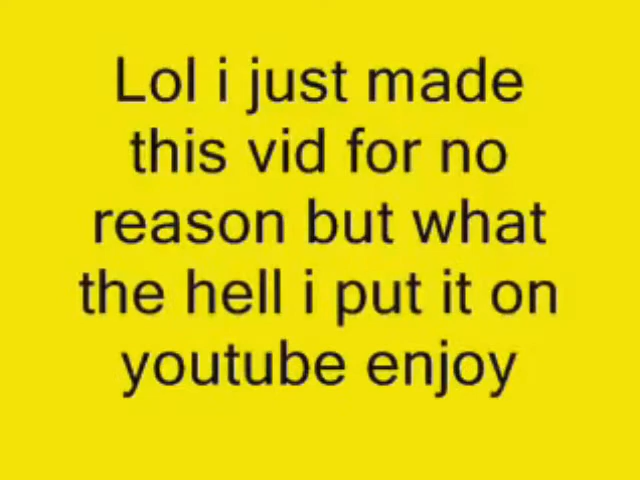 Lol i just made
this vid for no
reason but what
the hell i put it on
youtube enjoy